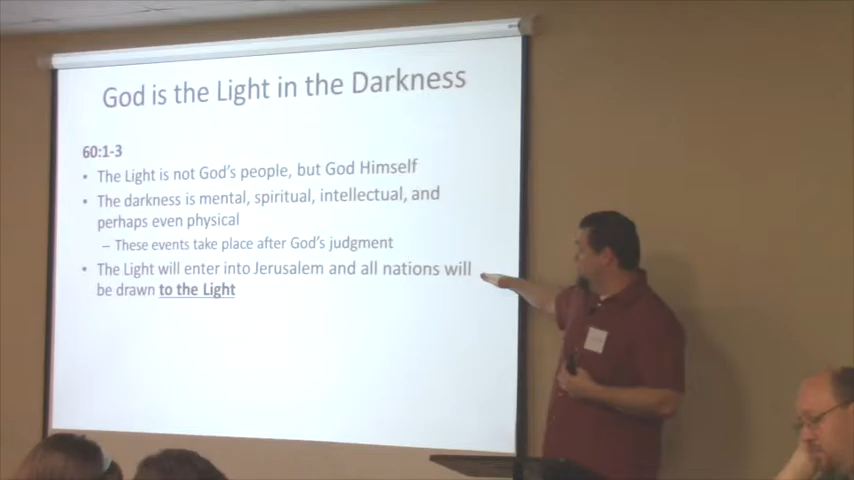 God is the Light in the Darkness
60:1-3
• The Light is not God's people, but God Himself
• The darkness is mental, spiritual, intellectual, and
perhaps even physical
– These events take place after God's judgment
• The Light will enter into Jerusalem and all nations will
be drawn to the Light